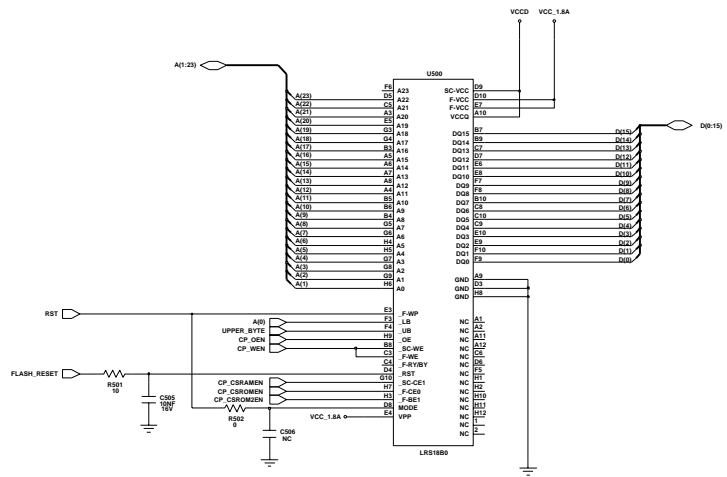 VCCD VCC_1.8A
A(1:23)
U500
F6 A23 SC-VCC D9
A(23) D5 A22 F-VCC D10
A(22) C5 A21 F-VCC E7
A(21) A3 A20 VCCQ A10
A(20) E5 A19
A(19) G3 A18 DQ15 B7 D(15)
A(18) G4 A17 DQ14 B9 D(14)
A(17) B3 A16 DQ13 C7 D(13)
A(16) A5 A15 DQ12 D7 D(12)
A(15) A6 A14 DQ11 E6 D(11)
A(14) A7 A13 DQ10 E8 D(10)
A(13) A8 A12 DQ9 F7 D(9)
A(12) A4 A11 DQ8 F8 D(8)
A(11) B5 A10 DQ7 B10 D(7)
A(10) B6 A9 DQ6 C8 D(6)
A(9) B4 A8 DQ5 C10 D(5)
A(8) G5 A7 DQ4 C9 D(4)
A(7) G6 A6 DQ3 E10 D(3)
A(6) H4 A5 DQ2 E9 D(2)
A(5) H5 A4 DQ1 F10 D(1)
A(4) G7 A3 DQ0 F9 D(0)
A(3) G8 A2
A(2) G9 A1 GND A9
A(1) H6 A0 GND D3
GND H8
D(0:15)
RST E3 _F-WP
A(0) F3 _LB NC A1
UPPER_BYTE F4 _UB NC A2
CP_OEN H9 _OE NC A11
CP_WEN B8 _SC-WE NC A12
C3 _F-WE NC C6
C4 _F-RY/BY NC D6
FLASH_RESET D4 _RST NC F5
CP_CSRAMEN G10 _SC-CE1 NC H1
CP_CSROMEN H7 _F-CE0 NC H2
CP_CSROM2EN H3 _F-BE1 NC H10
D8 MODE NC H11
VCC_1.8A E4 VPP NC H12
NC 1
NC 2
R501
10
C505
10NF
16V
R502
0
C506
NC
LRS18B0